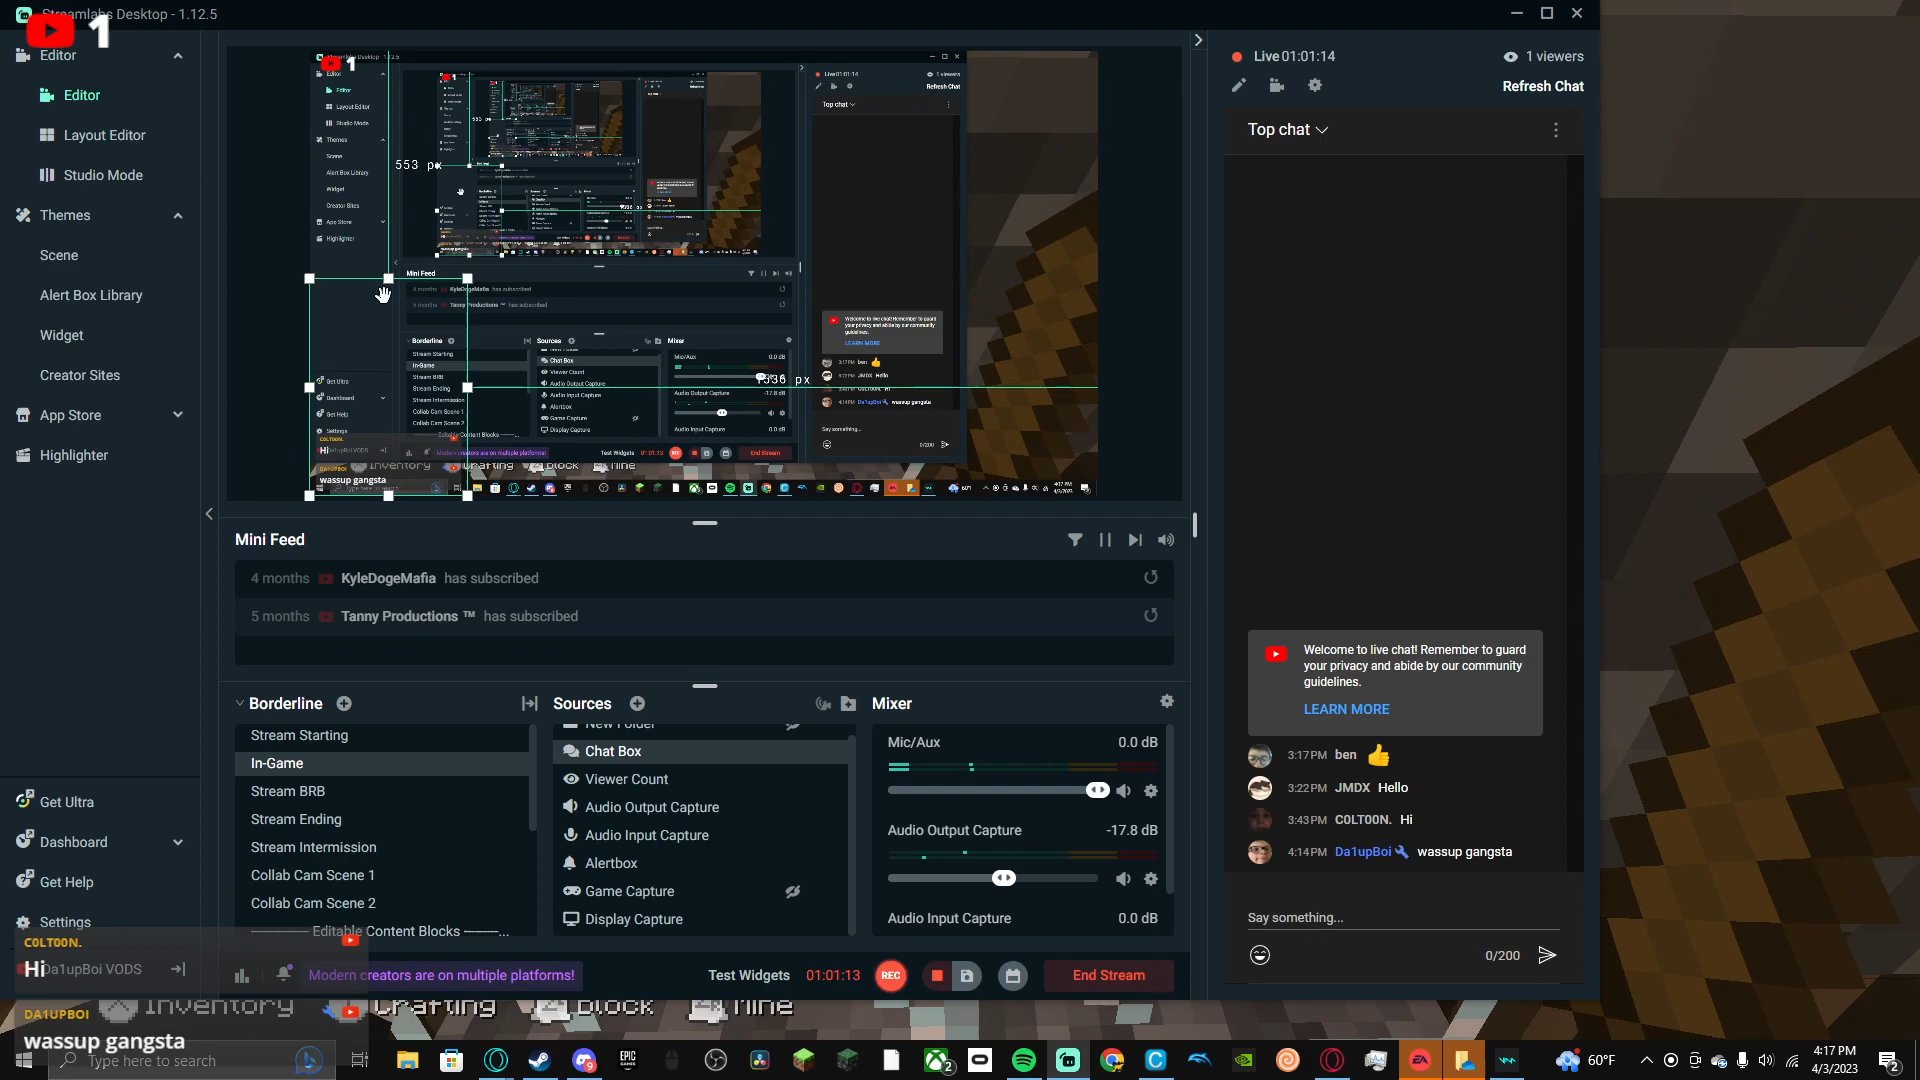 Streamlabs Desktop - 1.12.5
1
Editor
Editor
Layout Editor
Studio Mode
Themes
Scene
Alert Box Library
Widget
Creator Sites
App Store
Highlighter
Get Ultra
Dashboard
Get Help
Settings
C0LT00N.
Hi
Da1upBoi VODS
DA1UPBOI
wassup gangsta
553 px
1536 px
Mini Feed
4 months KyleDogeMafia has subscribed
5 months Tanny Productions ™ has subscribed
Borderline
Stream Starting
In-Game
Stream BRB
Stream Ending
Stream Intermission
Collab Cam Scene 1
Collab Cam Scene 2
Editable Content Blocks
Sources
New Folder
Chat Box
Viewer Count
Audio Output Capture
Audio Input Capture
Alertbox
Game Capture
Display Capture
Mixer
Mic/Aux 0.0 dB
Audio Output Capture -17.8 dB
Audio Input Capture 0.0 dB
Modern creators are on multiple platforms!
Test Widgets 01:01:13 REC End Stream
Live 01:01:14 1 viewers
Refresh Chat
Top chat
Welcome to live chat! Remember to guard
your privacy and abide by our community
guidelines.
LEARN MORE
3:17PM ben 👍
3:22PM JMDX Hello
3:43PM C0LT00N. Hi
4:14PM Da1upBoi wassup gangsta
Say something...
0/200
Inventory Crafting Block Mine
Type here to search
60°F
4:17 PM
4/3/2023